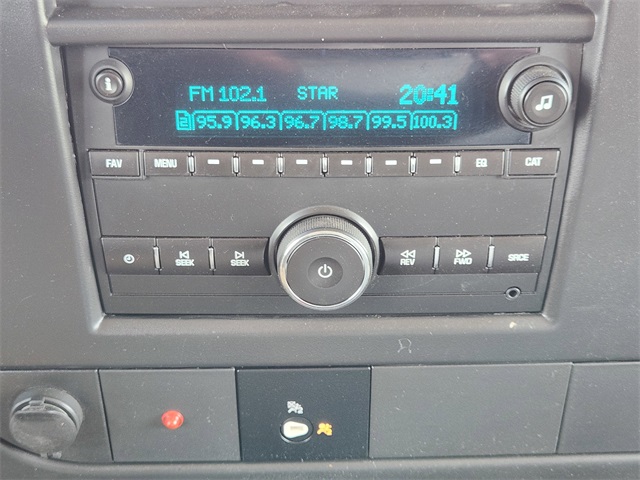 FM 102.1 STAR 20:41
2 95.9 96.3 96.7 98.7 99.5 100.3
FAV MENU EQ CAT
SEEK SEEK REV FWD SRCE